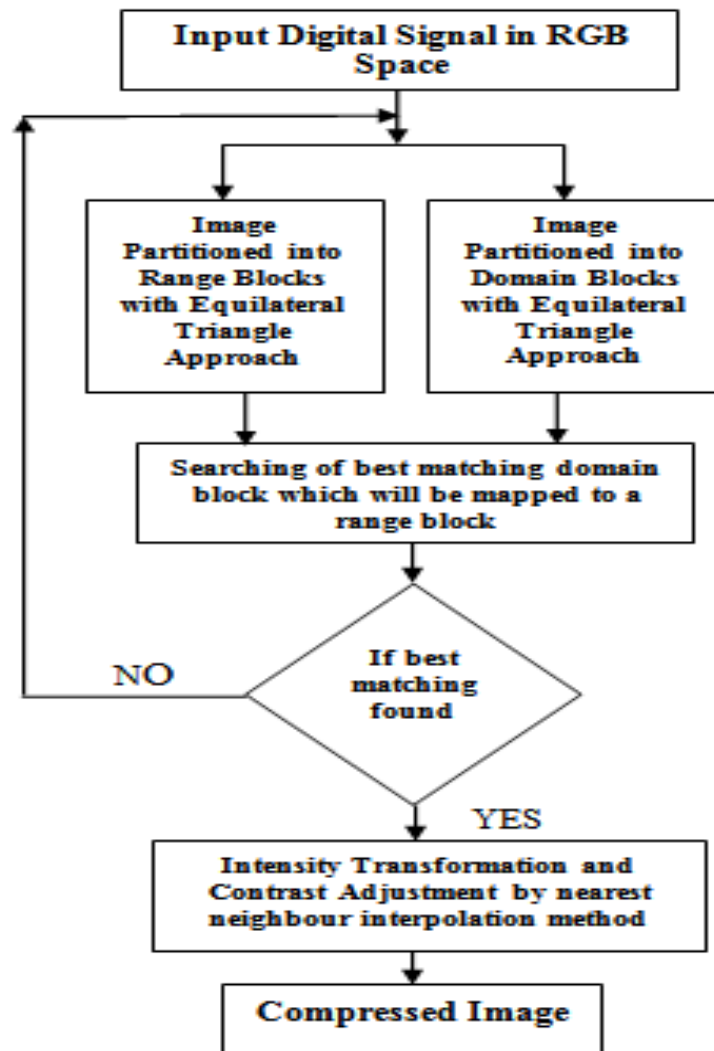 Input Digital Signal in RGB
Space
Image
Partitioned into
Range Blocks
with Equilateral
Triangle
Approach
Image
Partitioned into
Domain Blocks
with Equilateral
Triangle
Approach
Searching of best matching domain
block which will be mapped to a
range block
If best
matching
found
NO
YES
Intensity Transformation and
Contrast Adjustment by nearest
neighbour interpolation method
Compressed Image